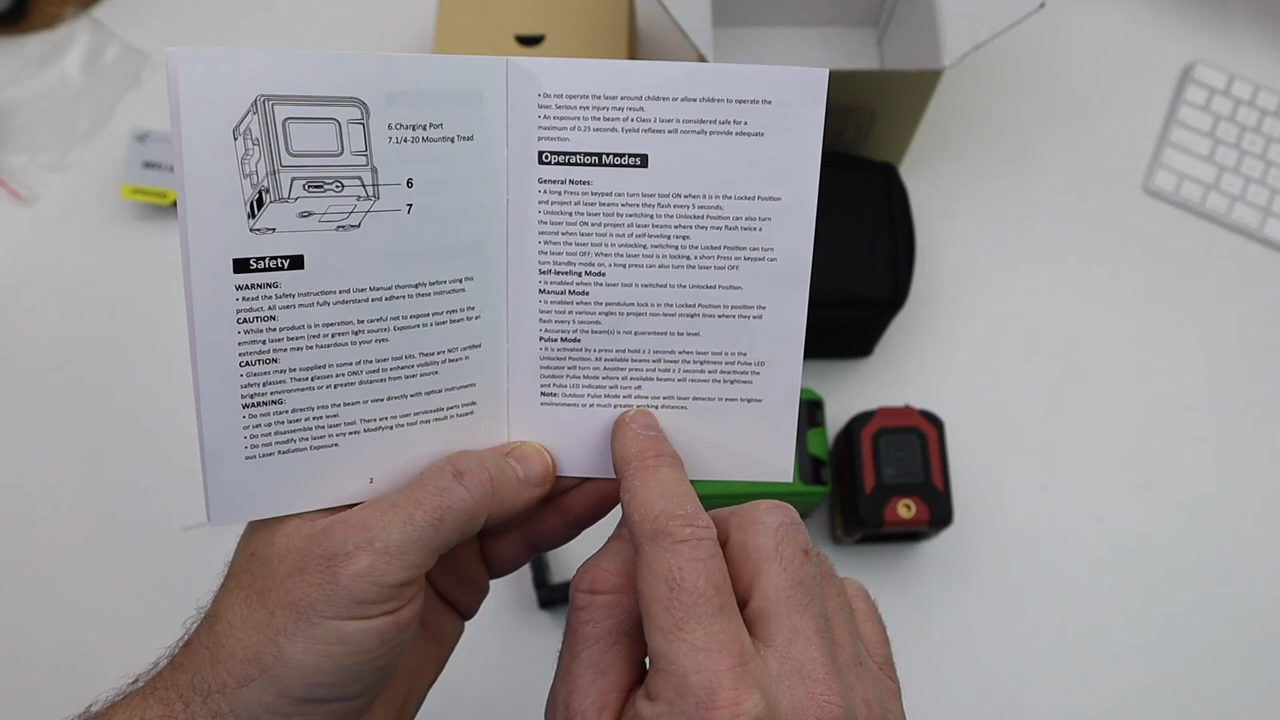 6.Charging Port
7.1/4-20 Mounting Tread
POWER
6
7
Safety
WARNING:
• Read the Safety Instructions and User Manual thoroughly before using this
product. All users must fully understand and adhere to these instructions.
CAUTION:
• While the product is in operation, be careful not to expose your eyes to the
emitting laser beam (red or green light source). Exposure to a laser beam for an
extended time may be hazardous to your eyes.
CAUTION:
• Glasses may be supplied in some of the laser tool kits. These are NOT certified
safety glasses. These glasses are ONLY used to enhance visibility of beam in
brighter environments or at greater distances from laser source.
WARNING:
• Do not stare directly into the beam or view directly with optical instruments
or set up the laser at eye level.
• Do not disassemble the laser tool. There are no user serviceable parts inside.
• Do not modify the laser in any way. Modifying the tool may result in hazard-
ous Laser Radiation Exposure.
2
• Do not operate the laser around children or allow children to operate the
laser. Serious eye injury may result.
• An exposure to the beam of a Class 2 laser is considered safe for a
maximum of 0.25 seconds. Eyelid reflexes will normally provide adequate
protection.
Operation Modes
General Notes:
• A long Press on keypad can turn laser tool ON when it is in the Locked Position
and project all laser beams where they flash every 5 seconds;
• Unlocking the laser tool by switching to the Unlocked Position can also turn
the laser tool ON and project all laser beams where they may flash twice a
second when laser tool is out of self-leveling range.
• When the laser tool is in unlocking, switching to the Locked Position can turn
the laser tool OFF; When the laser tool is in locking, a short Press on keypad can
turn Standby mode on, a long press can also turn the laser tool OFF.
Self-leveling Mode
• is enabled when the laser tool is switched to the Unlocked Position.
Manual Mode
• is enabled when the pendulum lock is in the Locked Position to position the
laser tool at various angles to project non-level straight lines where they will
flash every 5 seconds.
• Accuracy of the beam(s) is not guaranteed to be level.
Pulse Mode
• It is activated by a press and hold ≥ 2 seconds when laser tool is in the
Unlocked Position. All available beams will lower the brightness and Pulse LED
indicator will turn on. Another press and hold ≥ 2 seconds will deactivate the
Outdoor Pulse Mode where all available beams will recover the brightness
and Pulse LED indicator will turn off.
Note: Outdoor Pulse Mode will allow use with laser detector in even brighter
environments or at much greater working distances.